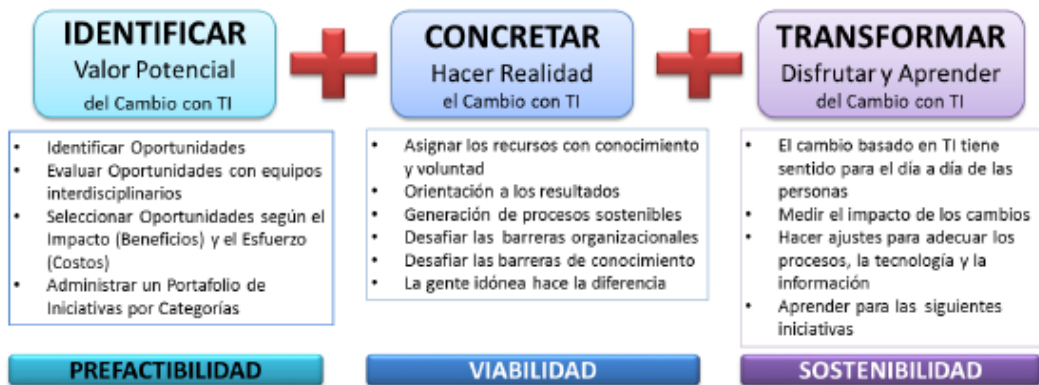 IDENTIFICAR
Valor Potencial
del Cambio con TI
• Identificar Oportunidades
• Evaluar Oportunidades con equipos
interdisciplinarios
• Seleccionar Oportunidades según el
Impacto (Beneficios) y el Esfuerzo
(Costos)
• Administrar un Portafolio de
Iniciativas por Categorías
PREFACTIBILIDAD
CONCRETAR
Hacer Realidad
el Cambio con TI
• Asignar los recursos con conocimiento
y voluntad
• Orientación a los resultados
• Generación de procesos sostenibles
• Desafiar las barreras organizacionales
• Desafiar las barreras de conocimiento
• La gente idónea hace la diferencia
VIABILIDAD
TRANSFORMAR
Disfrutar y Aprender
del Cambio con TI
• El cambio basado en TI tiene
sentido para el día a día de las
personas
• Medir el impacto de los cambios
• Hacer ajustes para adecuar los
procesos, la tecnología y la
información
• Aprender para las siguientes
iniciativas
SOSTENIBILIDAD